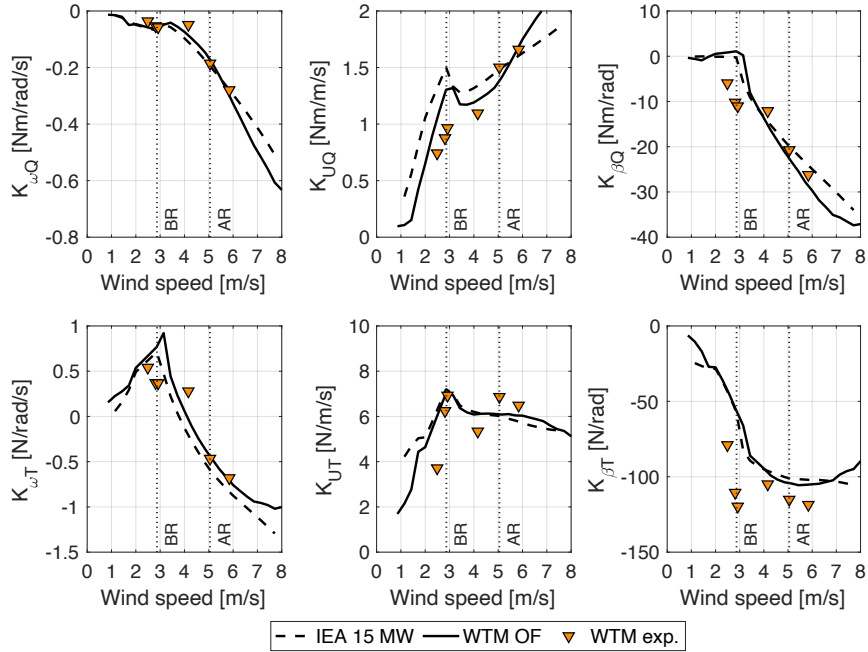 0
-0.2
-0.4
-0.6
-0.8
K_ωQ [Nm/rad/s]
BR
AR
0 1 2 3 4 5 6 7 8
Wind speed [m/s]
2
1.5
1
0.5
0
K_UQ [Nm/m/s]
BR
AR
0 1 2 3 4 5 6 7 8
Wind speed [m/s]
10
0
-10
-20
-30
-40
K_βQ [Nm/rad]
BR
AR
0 1 2 3 4 5 6 7 8
Wind speed [m/s]
1
0.5
0
-0.5
-1
-1.5
K_ωT [N/rad/s]
BR
AR
0 1 2 3 4 5 6 7 8
Wind speed [m/s]
10
8
6
4
2
0
K_UT [N/m/s]
BR
AR
0 1 2 3 4 5 6 7 8
Wind speed [m/s]
0
-50
-100
-150
K_βT [N/rad]
BR
AR
0 1 2 3 4 5 6 7 8
Wind speed [m/s]
IEA 15 MW WTM OF WTM exp.